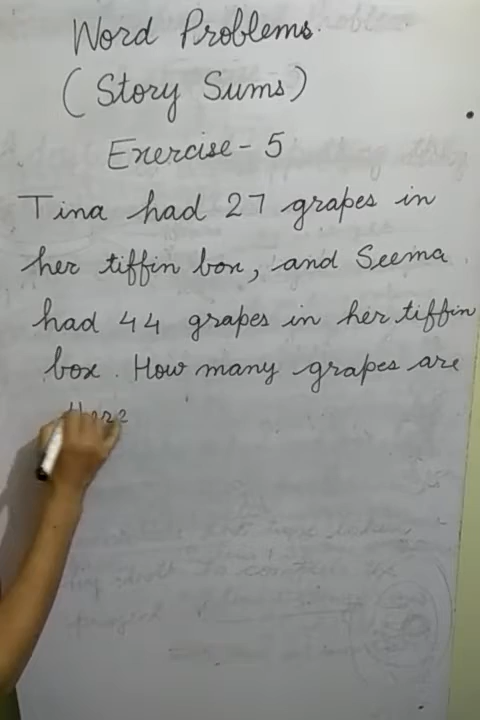 Word Problems.
(Story Sums)
Exercise - 5
Tina had 27 grapes in
her tiffin box, and Seema
had 44 grapes in her tiffin
box. How many grapes are
there